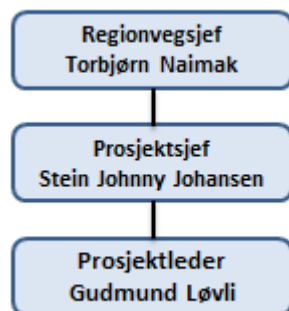 Regionvegsjef
Torbjørn Naimak
Prosjektsjef
Stein Johnny Johansen
Prosjektleder
Gudmund Løvli